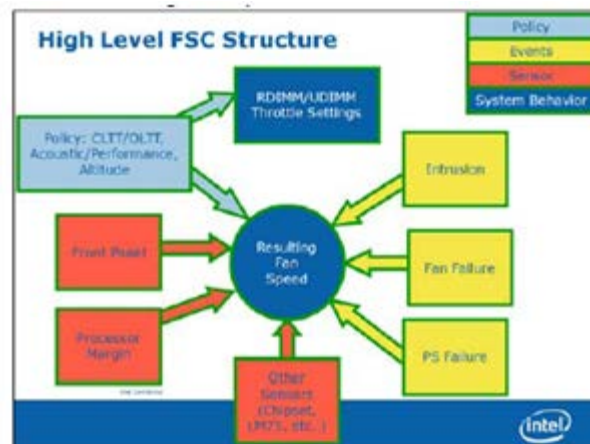 High Level FSC Structure
Policy
Events
Sensor
System Behavior
RDIMM/UDIMM
Throttle Settings
Policy: CLTT/OLTT,
Acoustic/Performance,
Altitude
Intrusion
Front Panel
Resulting
Fan
Speed
Fan Failure
Processor
Margin
PS Failure
Other
Sensors
(Chipset,
LM75, etc.)
intel